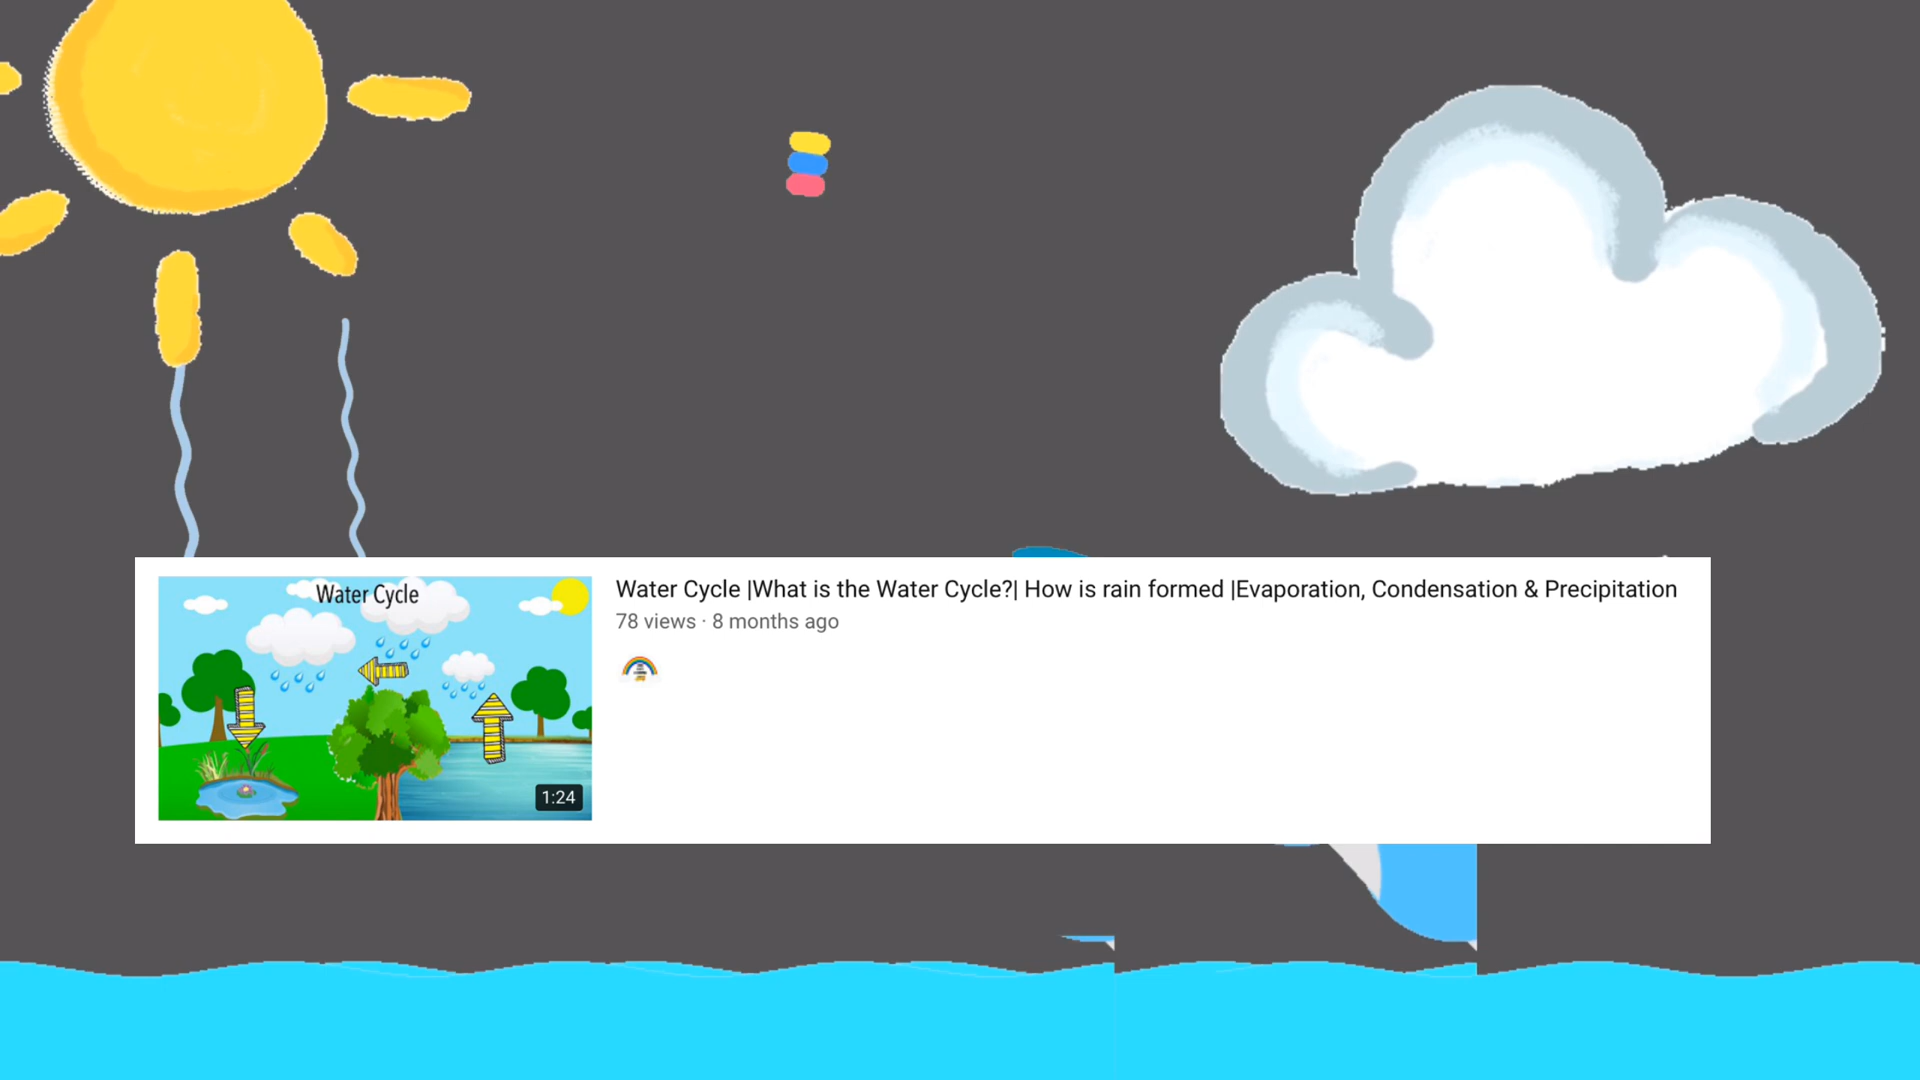 Water Cycle
1:24
Water Cycle |What is the Water Cycle?| How is rain formed |Evaporation, Condensation & Precipitation
78 views · 8 months ago